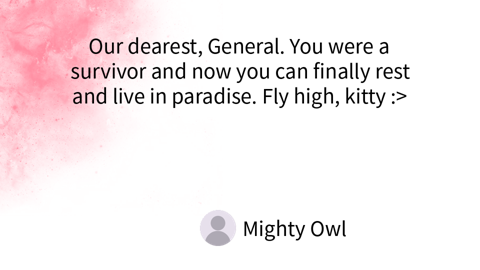 Our dearest, General. You were a
survivor and now you can finally rest
and live in paradise. Fly high, kitty :>
Mighty Owl